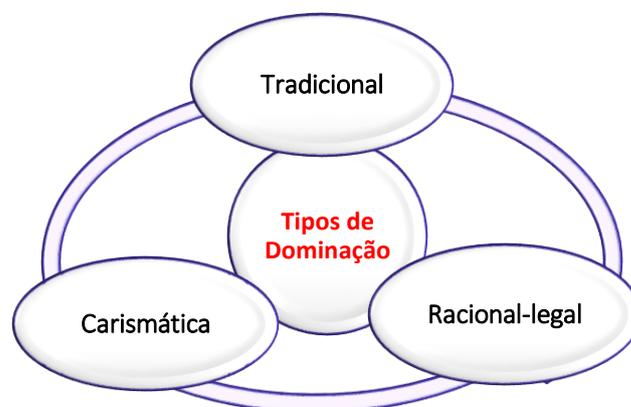 Tradicional
Tipos de
Dominação
Carismática
Racional-legal